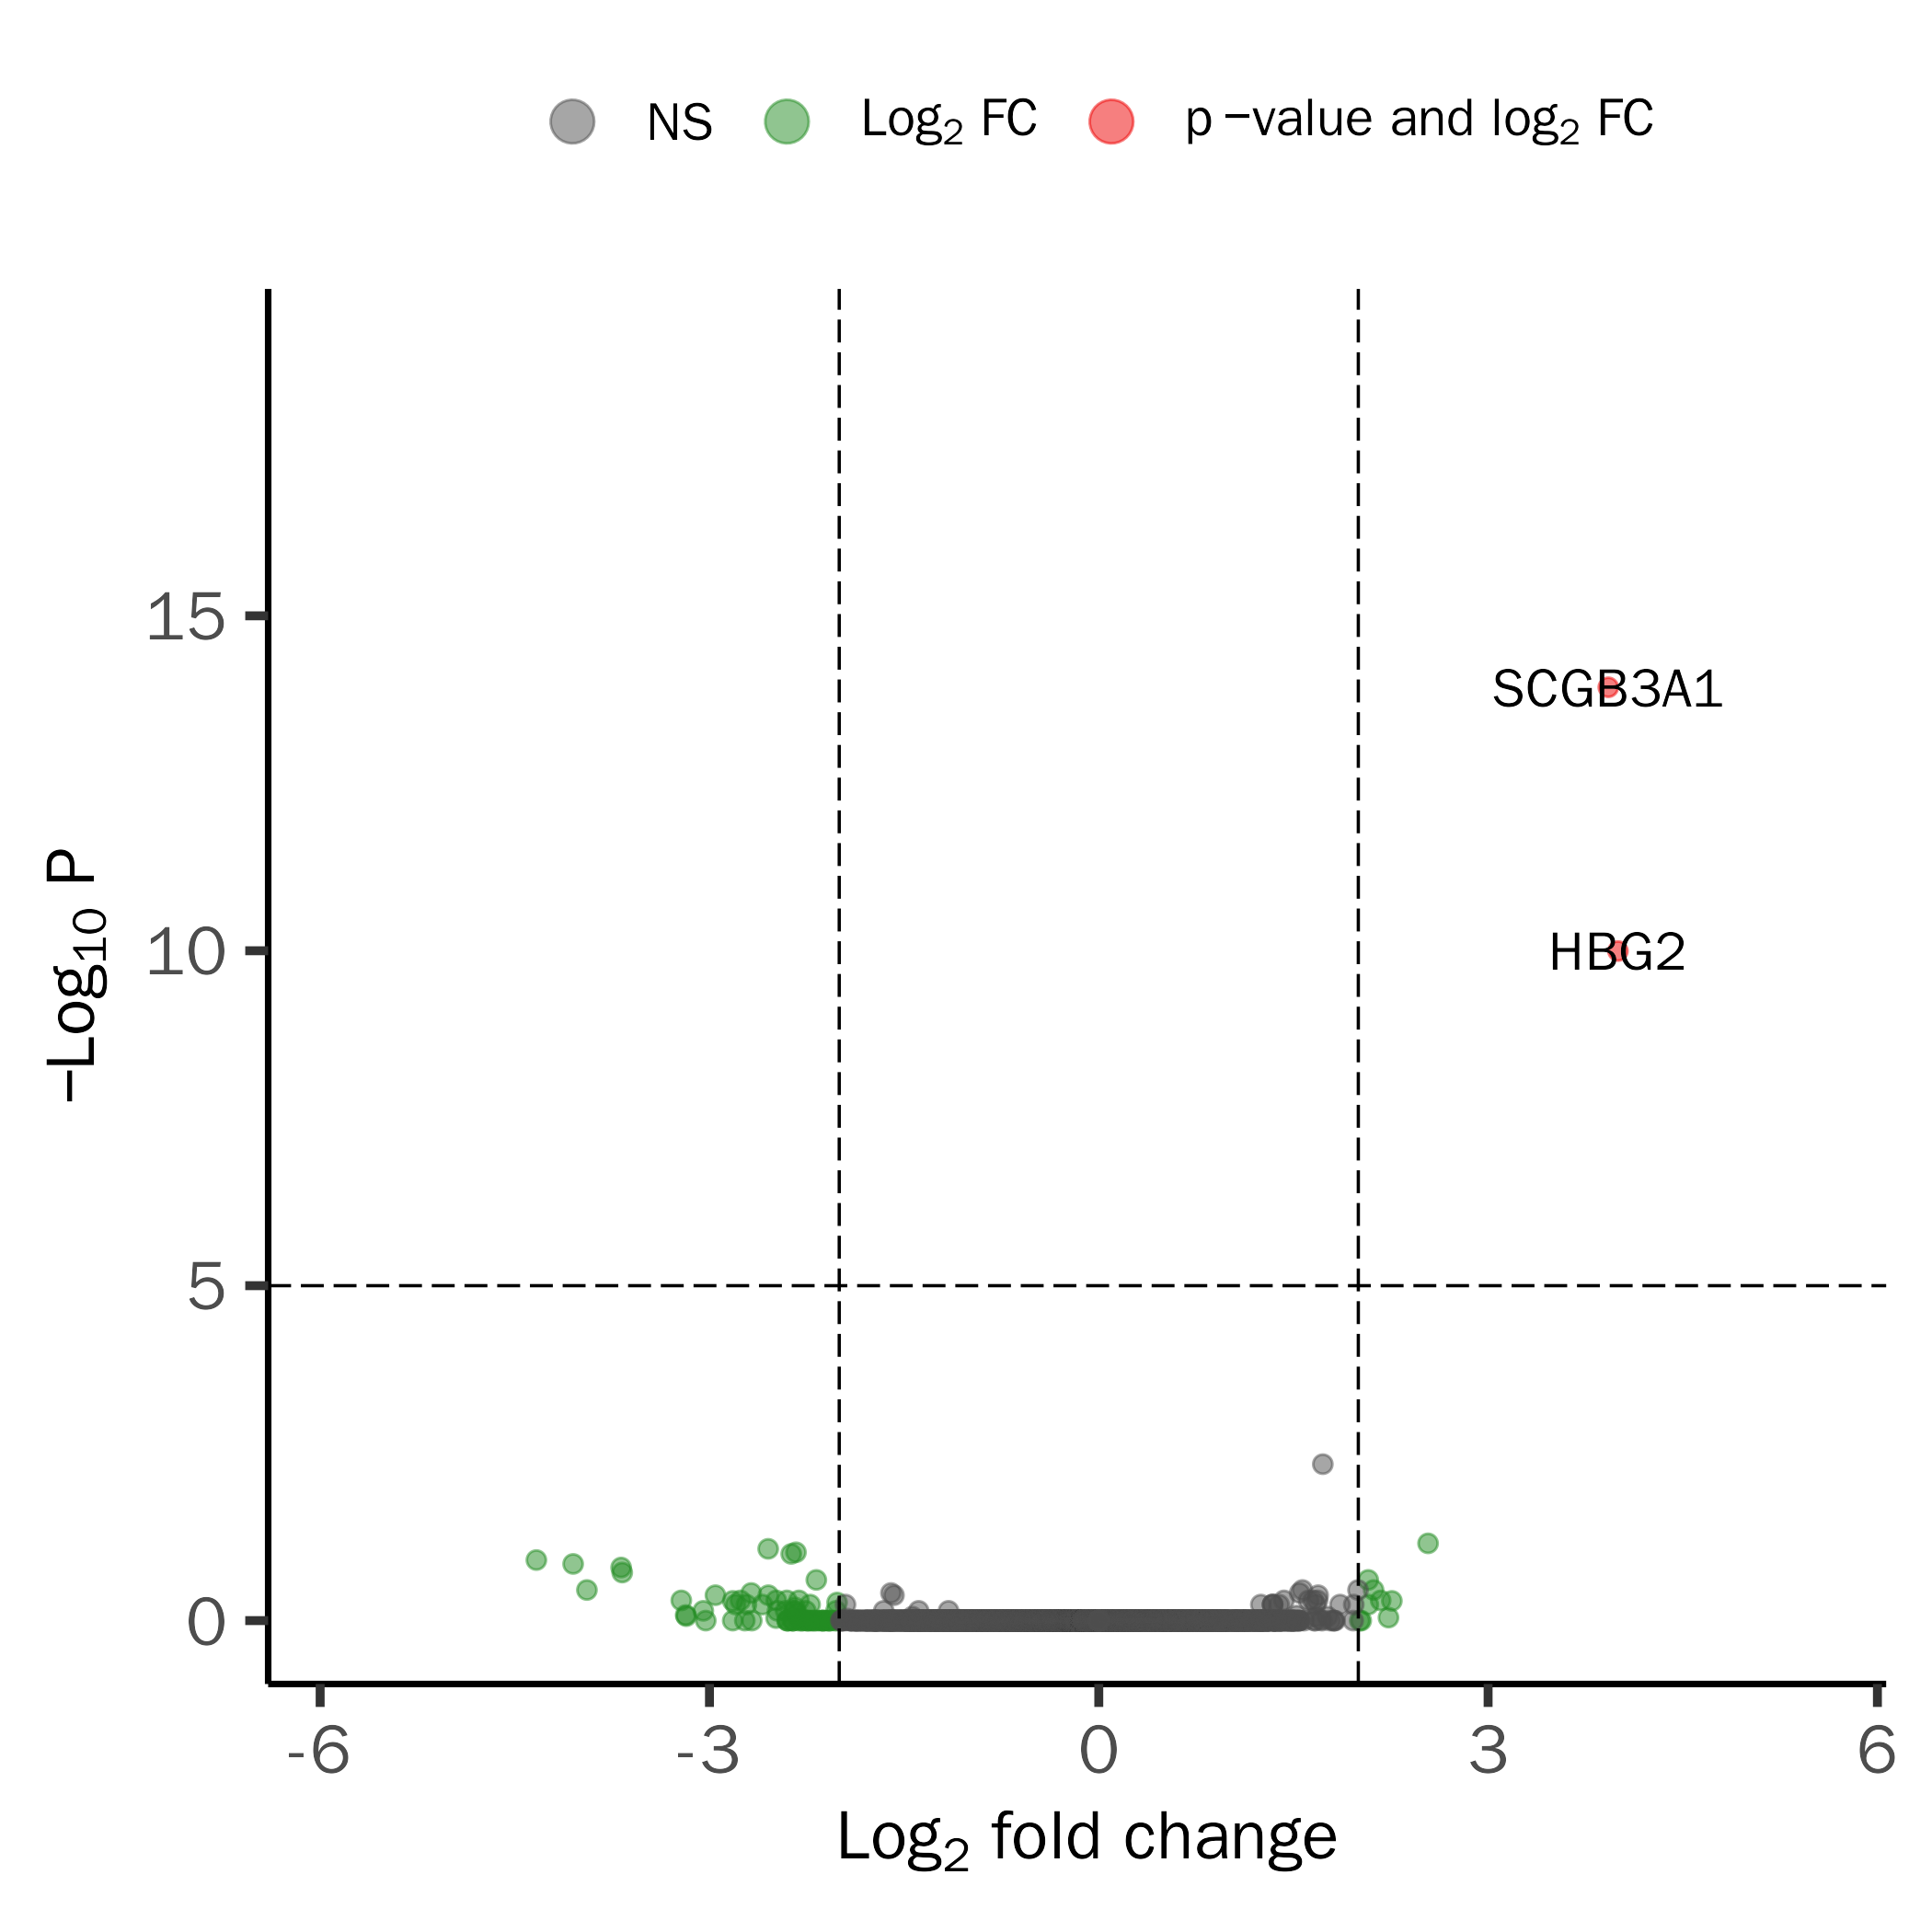 NS Log₂ FC p −value and log₂ FC
−Log₁₀ P
15
10
5
0
SCGB3A1
HBG2
-6 -3 0 3 6
Log₂ fold change